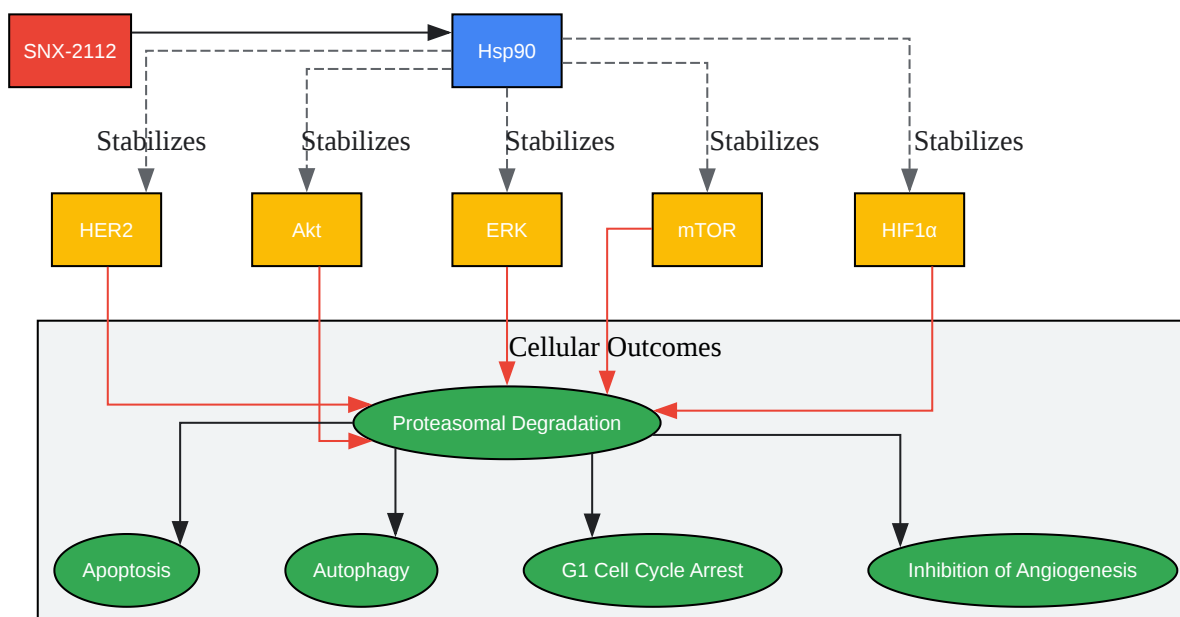 SNX-2112
Hsp90
Stabilizes
Stabilizes
Stabilizes
Stabilizes
Stabilizes
HER2
Akt
ERK
mTOR
HIF1α
Cellular Outcomes
Proteasomal Degradation
Apoptosis
Autophagy
G1 Cell Cycle Arrest
Inhibition of Angiogenesis